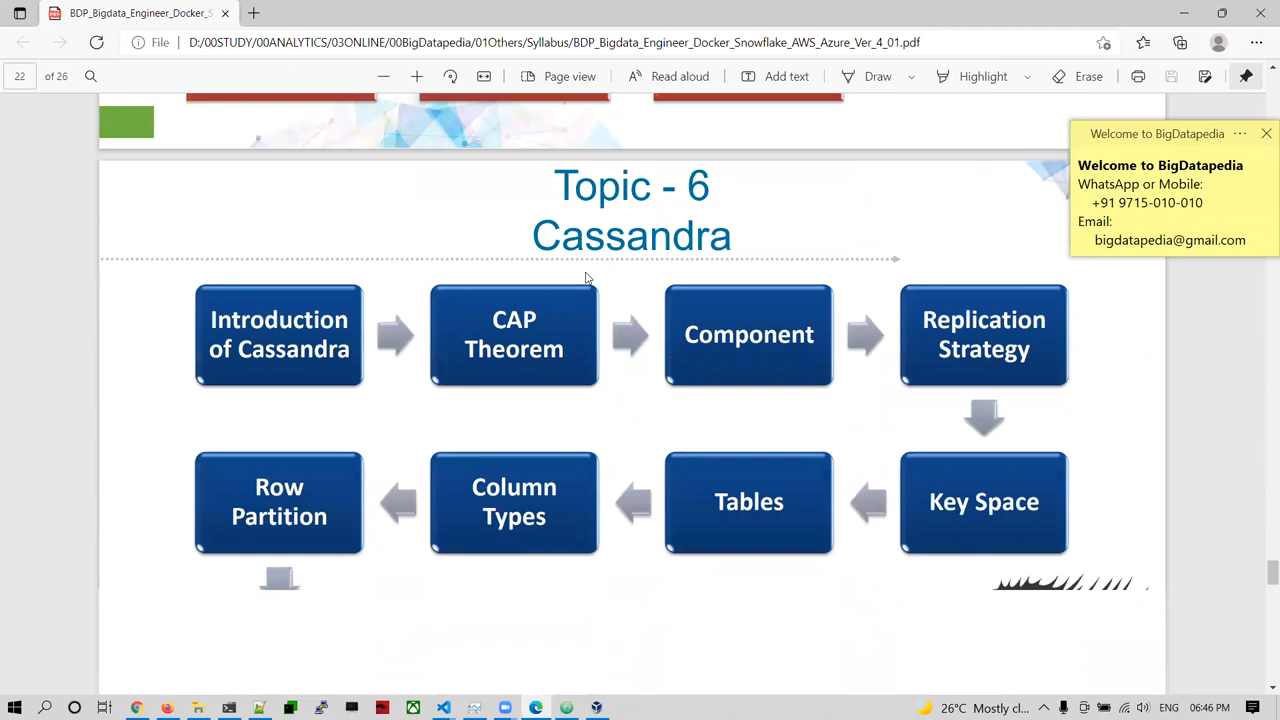 BDP_Bigdata_Engineer_Docker_S
File
D:/00STUDY/00ANALYTICS/03ONLINE/00BigDatapedia/01Others/Syllabus/BDP_Bigdata_Engineer_Docker_Snowflake_AWS_Azure_Ver_4_01.pdf
22 of 26
Page view
Read aloud
Add text
Draw
Highlight
Erase
Welcome to BigDatapedia
Welcome to BigDatapedia
WhatsApp or Mobile:
+91 9715-010-010
Email:
bigdatapedia@gmail.com
Topic - 6
Cassandra
Introduction
of Cassandra
CAP
Theorem
Component
Replication
Strategy
Row
Partition
Column
Types
Tables
Key Space
26°C Mostly cl...
ENG
06:46 PM